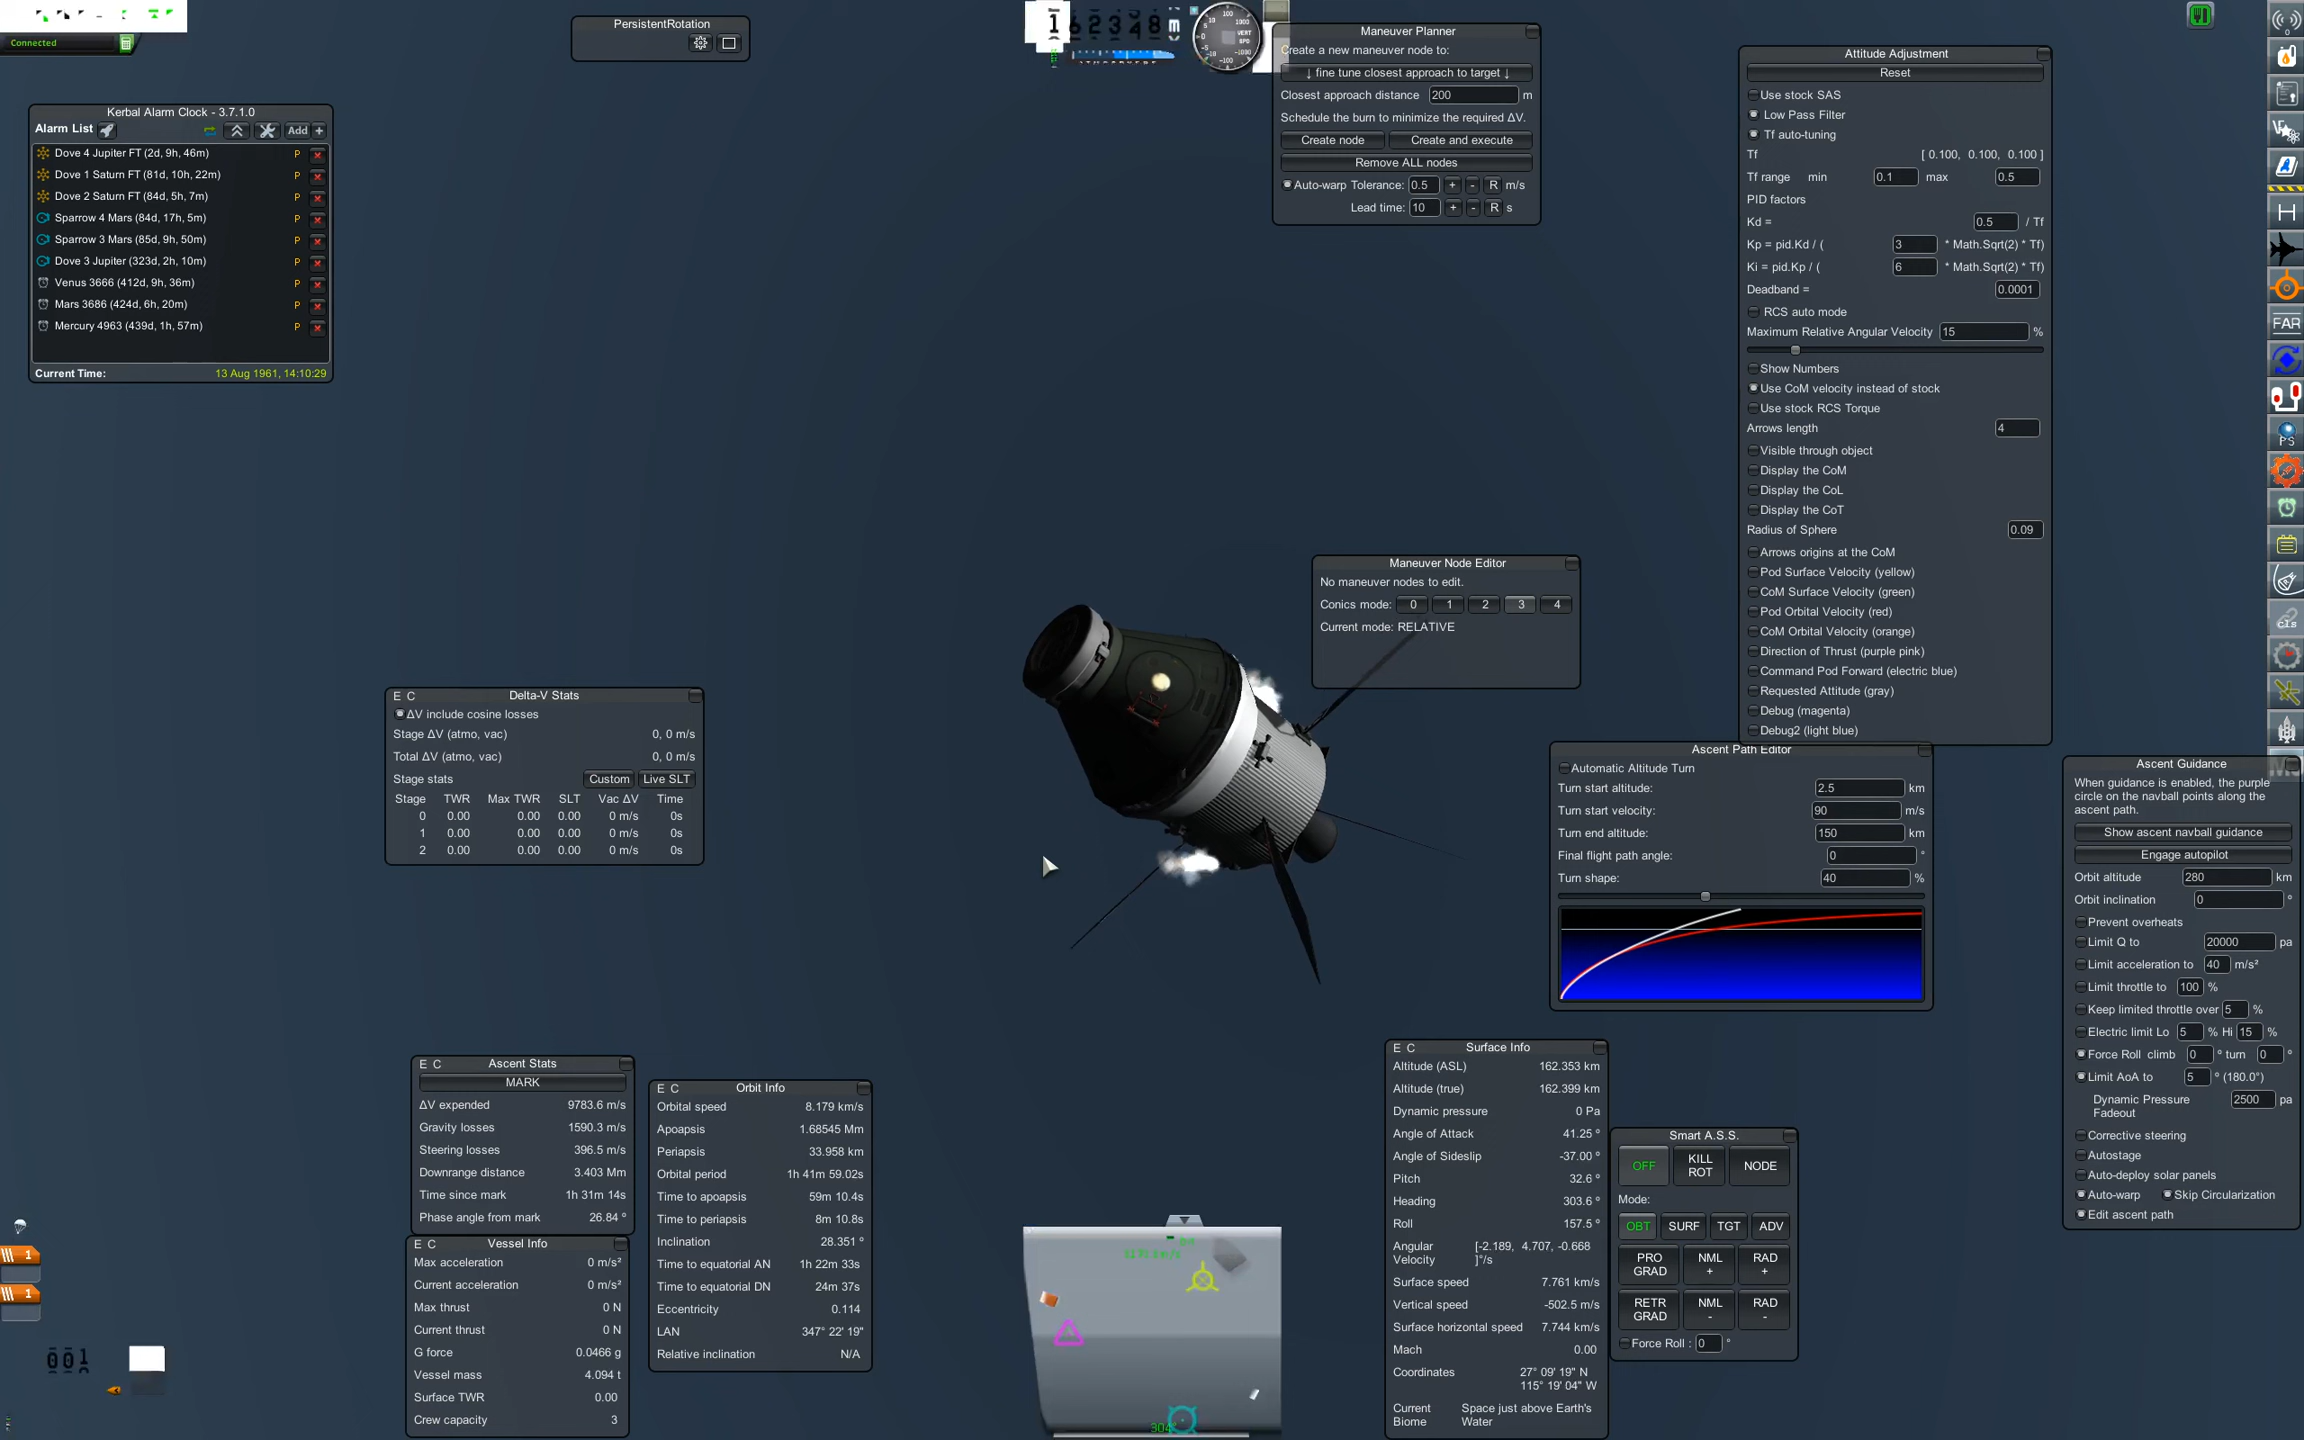 Connected
PersistentRotation
Kerbal Alarm Clock - 3.7.1.0
Alarm List
Add +
Dove 4 Jupiter FT (2d, 9h, 46m) P
Dove 1 Saturn FT (81d, 10h, 22m) P
Dove 2 Saturn FT (84d, 5h, 7m) P
Sparrow 4 Mars (84d, 17h, 5m) P
Sparrow 3 Mars (85d, 9h, 50m) P
Dove 3 Jupiter (323d, 2h, 10m) P
Venus 3666 (412d, 9h, 36m) P
Mars 3686 (424d, 6h, 20m) P
Mercury 4963 (439d, 1h, 57m) P
Current Time: 13 Aug 1961, 14:10:29
162348 m
VERT SPD
Maneuver Planner
Create a new maneuver node to:
↓ fine tune closest approach to target ↓
Closest approach distance 200 m
Schedule the burn to minimize the required ΔV.
Create node Create and execute
Remove ALL nodes
Auto-warp Tolerance: 0.5 + - R m/s
Lead time: 10 + - R s
Attitude Adjustment
Reset
Use stock SAS
Low Pass Filter
Tf auto-tuning
Tf [ 0.100, 0.100, 0.100 ]
Tf range min 0.1 max 0.5
PID factors
Kd = 0.5 / Tf
Kp = pid.Kd / ( 3 * Math.Sqrt(2) * Tf)
Ki = pid.Kp / ( 6 * Math.Sqrt(2) * Tf)
Deadband = 0.0001
RCS auto mode
Maximum Relative Angular Velocity 15 %
Show Numbers
Use CoM velocity instead of stock
Use stock RCS Torque
Arrows length 4
Visible through object
Display the CoM
Display the CoL
Display the CoT
Radius of Sphere 0.09
Arrows origins at the CoM
Pod Surface Velocity (yellow)
CoM Surface Velocity (green)
Pod Orbital Velocity (red)
CoM Orbital Velocity (orange)
Direction of Thrust (purple pink)
Command Pod Forward (electric blue)
Requested Attitude (gray)
Debug (magenta)
Debug2 (light blue)
FAR
PS
cls
Maneuver Node Editor
No maneuver nodes to edit.
Conics mode: 0 1 2 3 4
Current mode: RELATIVE
E C Delta-V Stats
ΔV include cosine losses
Stage ΔV (atmo, vac) 0, 0 m/s
Total ΔV (atmo, vac) 0, 0 m/s
Stage stats Custom Live SLT
Stage TWR Max TWR SLT Vac ΔV Time
0 0.00 0.00 0.00 0 m/s 0s
1 0.00 0.00 0.00 0 m/s 0s
2 0.00 0.00 0.00 0 m/s 0s
Ascent Path Editor
Automatic Altitude Turn
Turn start altitude: 2.5 km
Turn start velocity: 90 m/s
Turn end altitude: 150 km
Final flight path angle: 0 °
Turn shape: 40 %
Ascent Guidance
When guidance is enabled, the purple
circle on the navball points along the
ascent path.
Show ascent navball guidance
Engage autopilot
Orbit altitude 280 km
Orbit inclination 0 °
Prevent overheats
Limit Q to 20000 pa
Limit acceleration to 40 m/s²
Limit throttle to 100 %
Keep limited throttle over 5 %
Electric limit Lo 5 % Hi 15 %
Force Roll climb 0 ° turn 0 °
Limit AoA to 5 ° (180.0°)
Dynamic Pressure Fadeout 2500 pa
Corrective steering
Autostage
Auto-deploy solar panels
Auto-warp Skip Circularization
Edit ascent path
E C Ascent Stats
MARK
ΔV expended 9783.6 m/s
Gravity losses 1590.3 m/s
Steering losses 396.5 m/s
Downrange distance 3.403 Mm
Time since mark 1h 31m 14s
Phase angle from mark 26.84 º
E C Vessel Info
Max acceleration 0 m/s²
Current acceleration 0 m/s²
Max thrust 0 N
Current thrust 0 N
G force 0.0466 g
Vessel mass 4.094 t
Surface TWR 0.00
Crew capacity 3
E C Orbit Info
Orbital speed 8.179 km/s
Apoapsis 1.68545 Mm
Periapsis 33.958 km
Orbital period 1h 41m 59.02s
Time to apoapsis 59m 10.4s
Time to periapsis 8m 10.8s
Inclination 28.351 º
Time to equatorial AN 1h 22m 33s
Time to equatorial DN 24m 37s
Eccentricity 0.114
LAN 347° 22' 19"
Relative inclination N/A
E C Surface Info
Altitude (ASL) 162.353 km
Altitude (true) 162.399 km
Dynamic pressure 0 Pa
Angle of Attack 41.25 º
Angle of Sideslip -37.00 º
Pitch 32.6 º
Heading 303.6 º
Roll 157.5 º
Angular Velocity [-2.189, 4.707, -0.668 ]°/s
Surface speed 7.761 km/s
Vertical speed -502.5 m/s
Surface horizontal speed 7.744 km/s
Mach 0.00
Coordinates 27° 09' 19" N
115° 19' 04" W
Current Biome Space just above Earth's Water
Smart A.S.S.
OFF KILL ROT NODE
Mode:
OBT SURF TGT ADV
PRO GRAD NML + RAD +
RETR GRAD NML - RAD -
Force Roll : 0 °
1
1
001
304